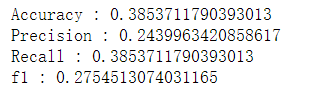 Accuracy : 0.3853711790393013
Precision : 0.2439963420858617
Recall : 0.3853711790393013
f1 : 0.2754513074031165